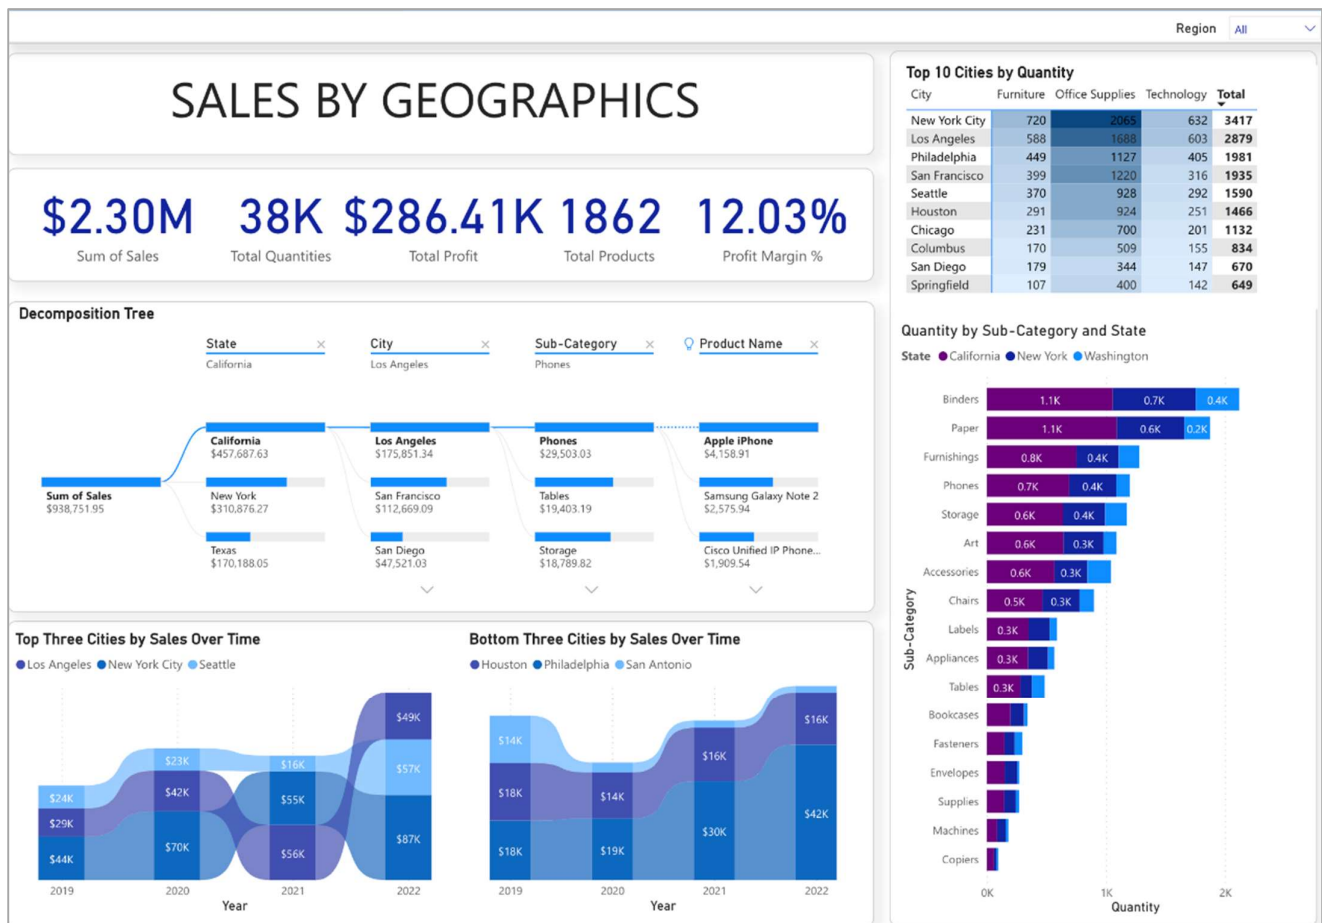 Region All
SALES BY GEOGRAPHICS
$2.30M 38K $286.41K 1862 12.03%
Sum of Sales Total Quantities Total Profit Total Products Profit Margin %
Decomposition Tree
State City Sub-Category Product Name
California Los Angeles Phones
California Los Angeles Phones Apple iPhone
$457,687.63 $175,851.34 $29,503.03 $4,158.91
Sum of Sales New York San Francisco Tables Samsung Galaxy Note 2
$938,751.95 $310,876.27 $112,669.09 $19,403.19 $2,575.94
Texas San Diego Storage Cisco Unified IP Phone...
$170,188.05 $47,521.03 $18,789.82 $1,909.54
Top Three Cities by Sales Over Time
Los Angeles New York City Seattle
$24K
$29K
$44K
$23K
$42K
$70K
$16K
$55K
$56K
$49K
$57K
$87K
2019 2020 2021 2022
Year
Bottom Three Cities by Sales Over Time
Houston Philadelphia San Antonio
$14K
$18K
$18K
$14K
$19K
$16K
$30K
$16K
$42K
2019 2020 2021 2022
Year
Top 10 Cities by Quantity
City Furniture Office Supplies Technology Total
New York City 720 2065 632 3417
Los Angeles 588 1688 603 2879
Philadelphia 449 1127 405 1981
San Francisco 399 1220 316 1935
Seattle 370 928 292 1590
Houston 291 924 251 1466
Chicago 231 700 201 1132
Columbus 170 509 155 834
San Diego 179 344 147 670
Springfield 107 400 142 649
Quantity by Sub-Category and State
State California New York Washington
Sub-Category
Binders 1.1K 0.7K 0.4K
Paper 1.1K 0.6K 0.2K
Furnishings 0.8K 0.4K
Phones 0.7K 0.4K
Storage 0.6K 0.4K
Art 0.6K 0.3K
Accessories 0.6K 0.3K
Chairs 0.5K 0.3K
Labels 0.3K
Appliances 0.3K
Tables 0.3K
Bookcases
Fasteners
Envelopes
Supplies
Machines
Copiers
0K 1K 2K
Quantity